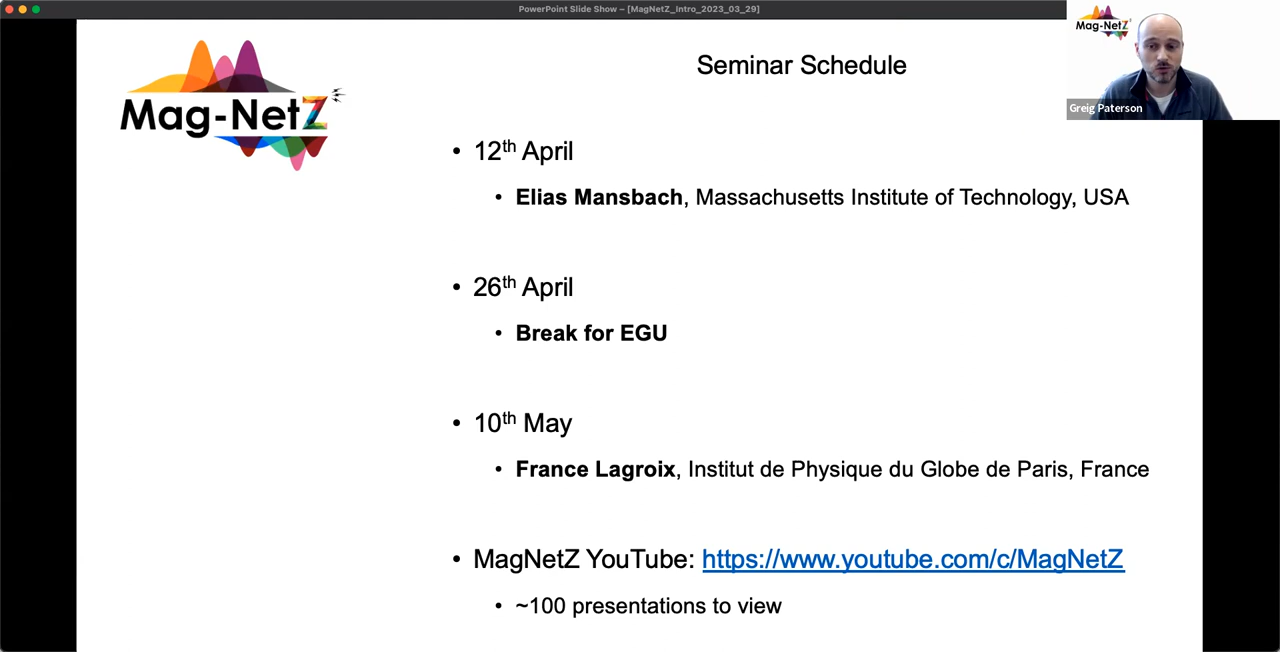 PowerPoint Slide Show – [MagNetZ_Intro_2023_03_29]
Mag-NetZ
Seminar Schedule
Mag-NetZ
Greig Paterson
• 12th April
• Elias Mansbach, Massachusetts Institute of Technology, USA
• 26th April
• Break for EGU
• 10th May
• France Lagroix, Institut de Physique du Globe de Paris, France
• MagNetZ YouTube: https://www.youtube.com/c/MagNetZ
• ~100 presentations to view